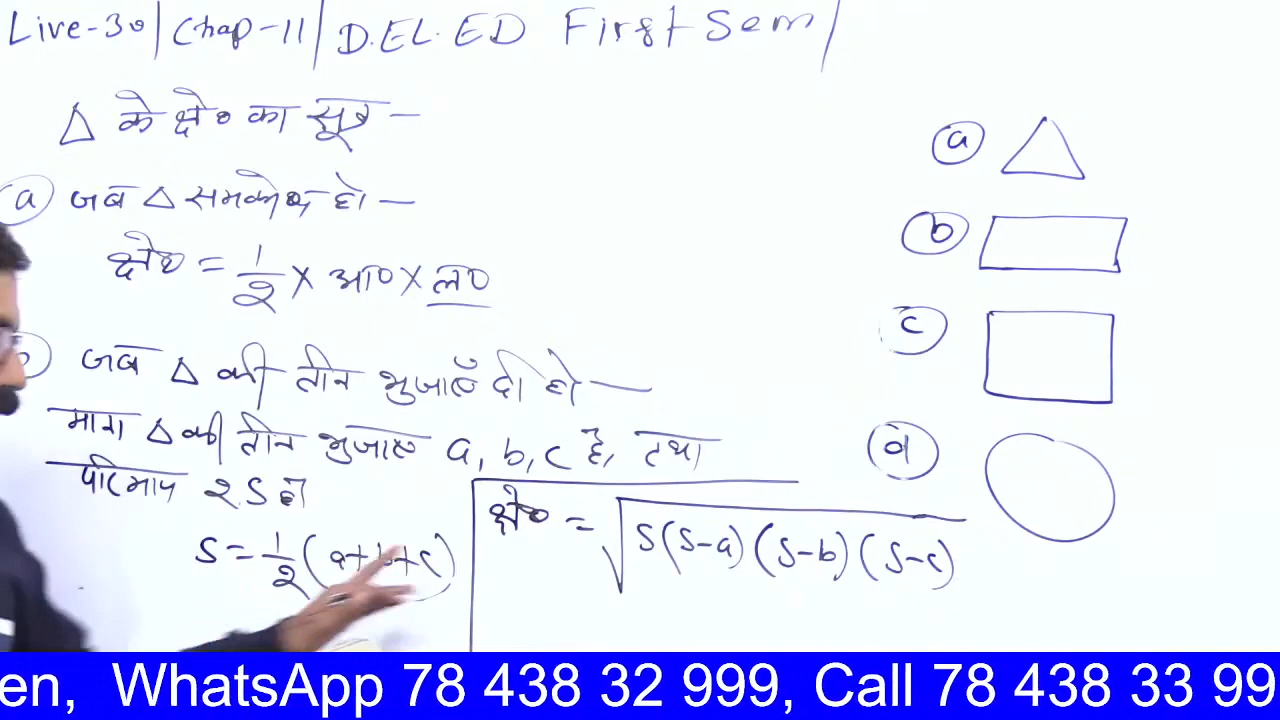 Live-30/Chap-11/D.EL.ED First Sem/
△ के क्षे० का सूत्र —
(a) जब △ समकोण हो —
क्षे० = 1/2 × आ० × ल०
जब △ की तीन भुजाएँ दी हो —
माना △ की तीन भुजाएं a, b, c है, तथा
परिमाप 2S हो
S = 1/2 (a+b+c)
क्षे० = √S(S-a)(S-b)(S-c)
(a)
(b)
(c)
(d)
en, WhatsApp 78 438 32 999, Call 78 438 33 99